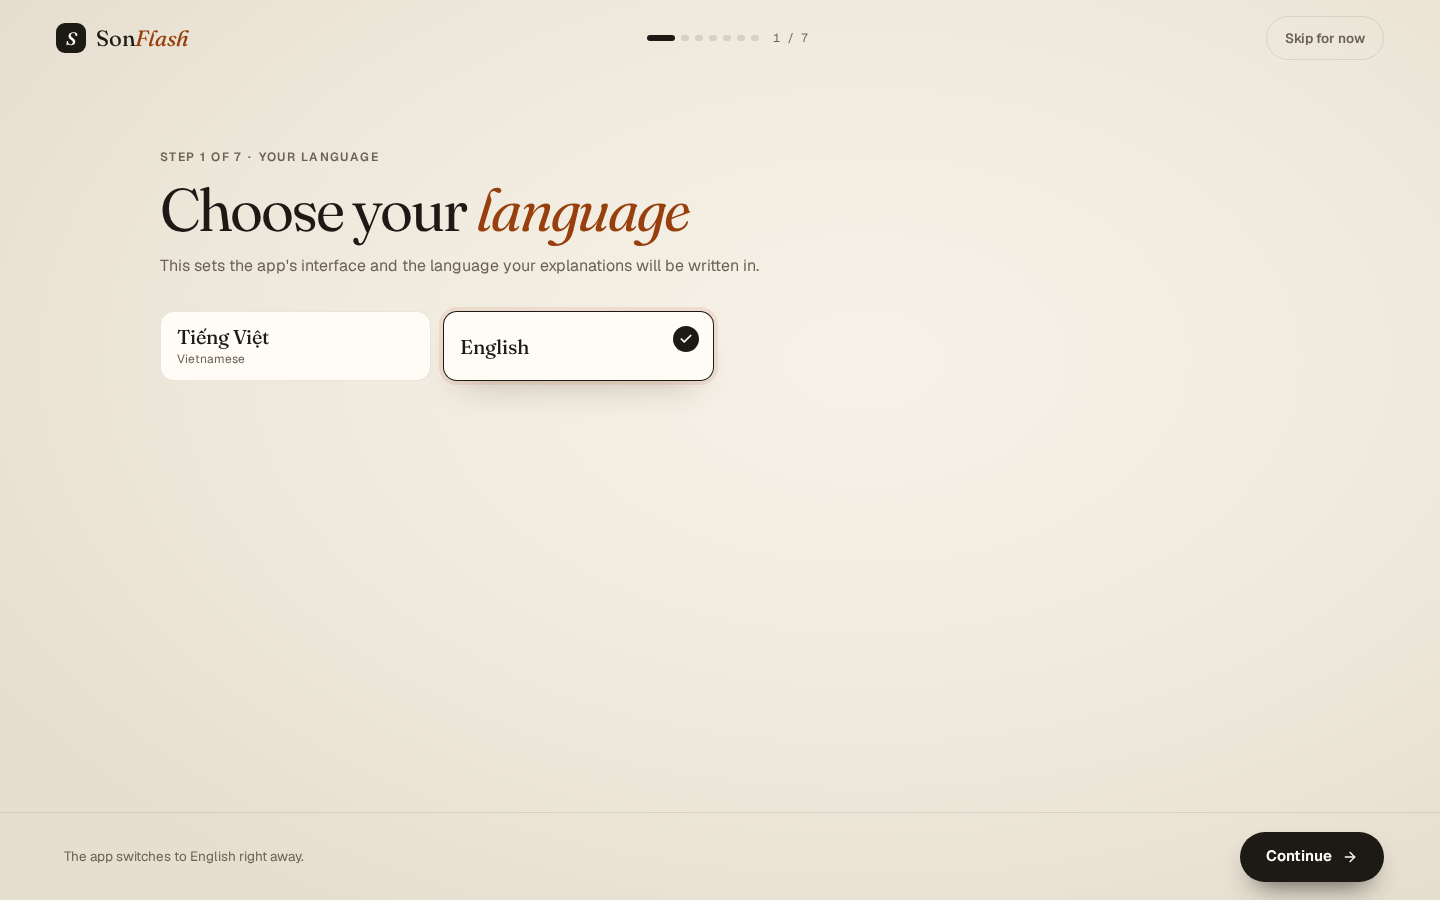 S SonFlash
1 / 7
Skip for now
STEP 1 OF 7 · YOUR LANGUAGE
Choose your language
This sets the app's interface and the language your explanations will be written in.
Tiếng Việt
Vietnamese
English
The app switches to English right away.
Continue →